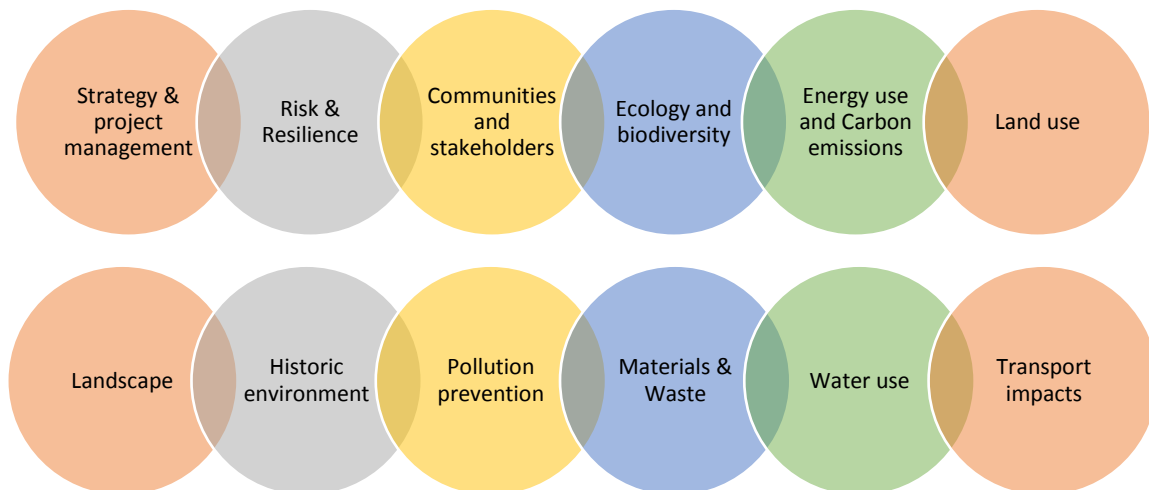 Strategy &
project
management
Risk &
Resilience
Communities
and
stakeholders
Ecology and
biodiversity
Energy use
and Carbon
emissions
Land use
Landscape
Historic
environment
Pollution
prevention
Materials &
Waste
Water use
Transport
impacts